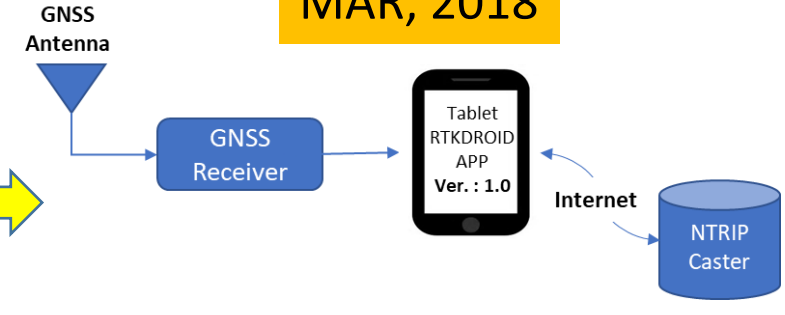 MAR, 2018
GNSS
Antenna
GNSS
Receiver
Tablet
RTKDROID
APP
Ver. : 1.0
Internet
NTRIP
Caster